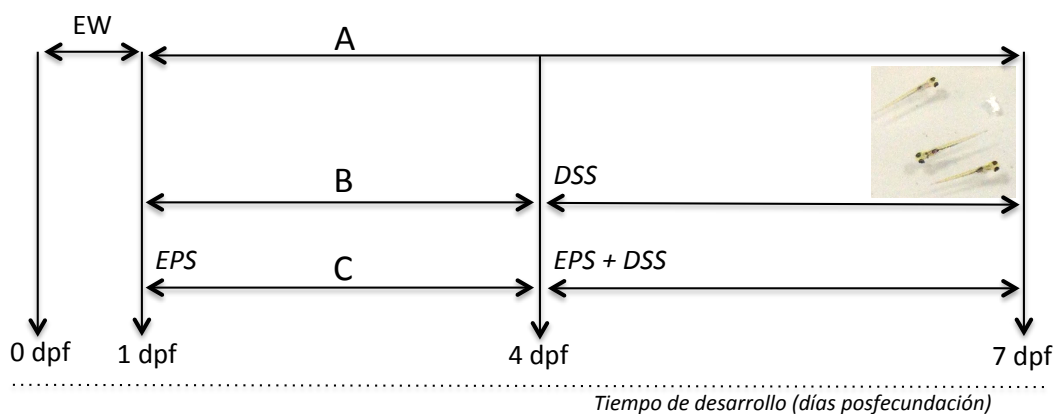 EW
A
B
DSS
EPS
C
EPS + DSS
0 dpf 1 dpf 4 dpf 7 dpf
Tiempo de desarrollo (días posfecundación)